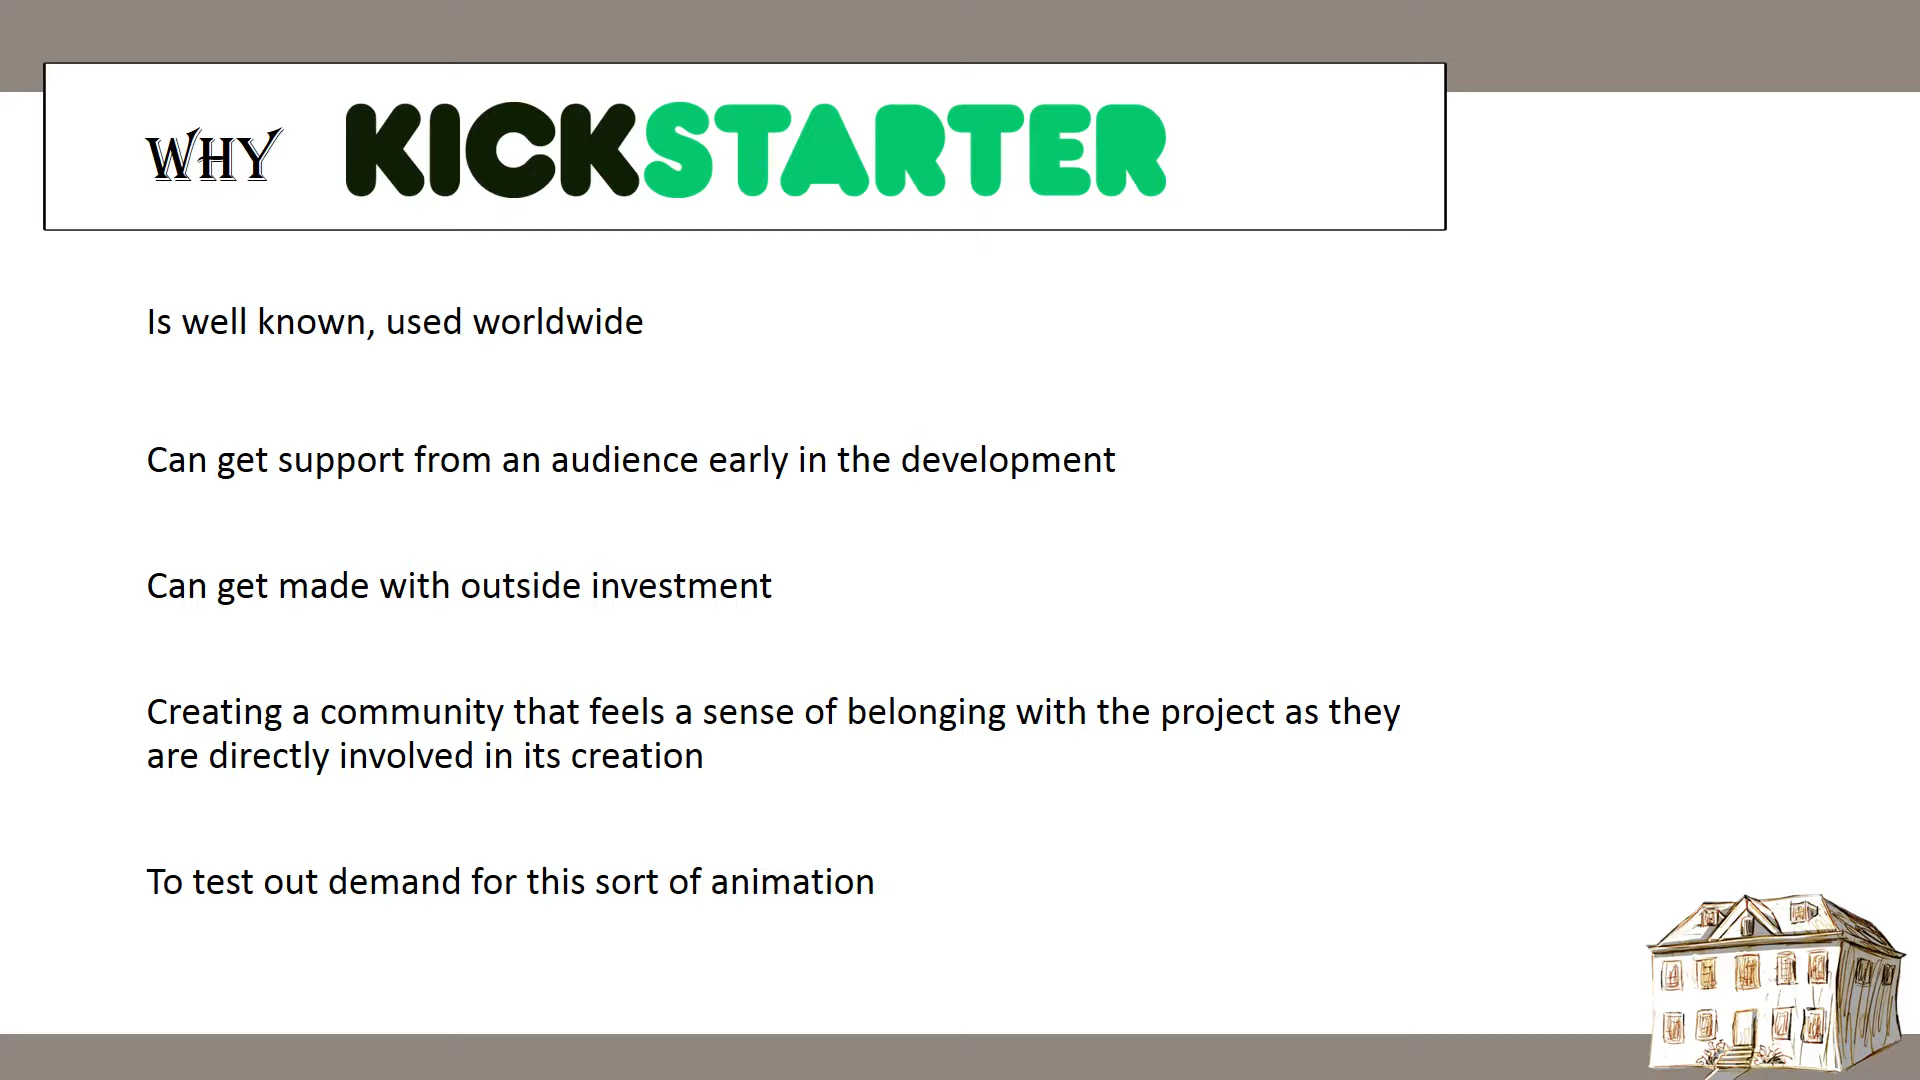 WHY KICKSTARTER
Is well known, used worldwide
Can get support from an audience early in the development
Can get made with outside investment
Creating a community that feels a sense of belonging with the project as they
are directly involved in its creation
To test out demand for this sort of animation